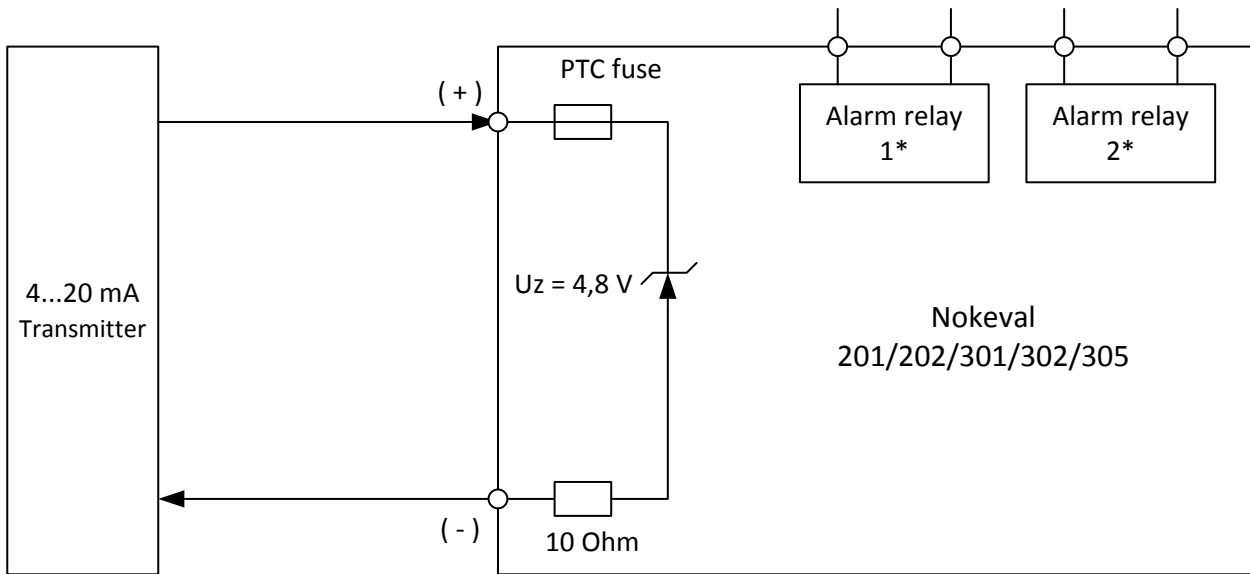 PTC fuse
( + )
Alarm relay
1*
Alarm relay
2*
4...20 mA
Transmitter
Uz = 4,8 V
Nokeval
201/202/301/302/305
( - )
10 Ohm